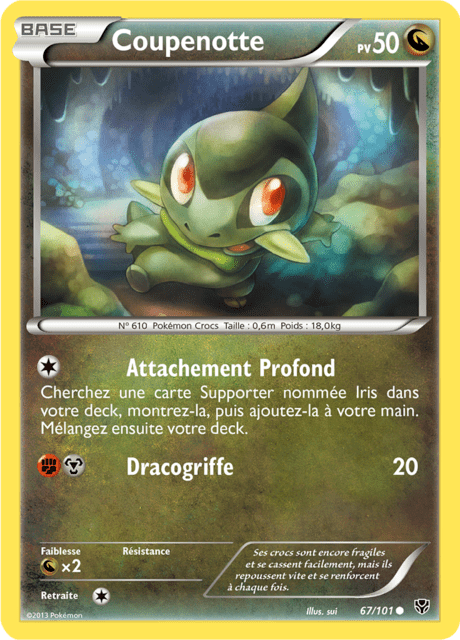 BASE
Coupenotte
PV 50
N° 610 Pokémon Crocs Taille : 0,6m Poids : 18,0kg
Attachement Profond
Cherchez une carte Supporter nommée Iris dans
votre deck, montrez-la, puis ajoutez-la à votre main.
Mélangez ensuite votre deck.
Dracogriffe 20
Faiblesse Résistance
×2
Ses crocs sont encore fragiles
et se cassent facilement, mais ils
repoussent vite et se renforcent
à chaque fois.
Retraite
©2013 Pokémon
Illus. sui 67/101